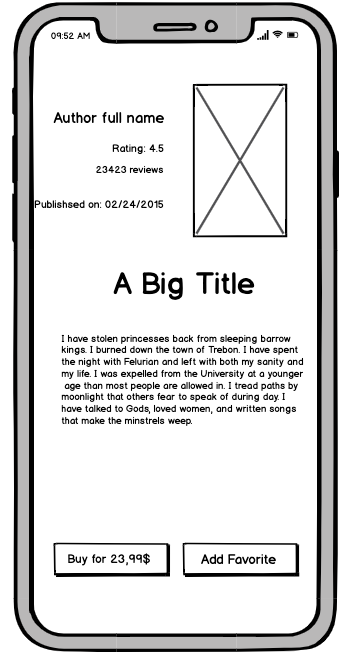 09:52 AM
Author full name
Rating: 4.5
23423 reviews
Publishsed on: 02/24/2015
A Big Title
I have stolen princesses back from sleeping barrow
kings. I burned down the town of Trebon. I have spent
the night with Felurian and left with both my sanity and
my life. I was expelled from the University at a younger
age than most people are allowed in. I tread paths by
moonlight that others fear to speak of during day. I
have talked to Gods, loved women, and written songs
that make the minstrels weep.
Buy for 23,99$
Add Favorite